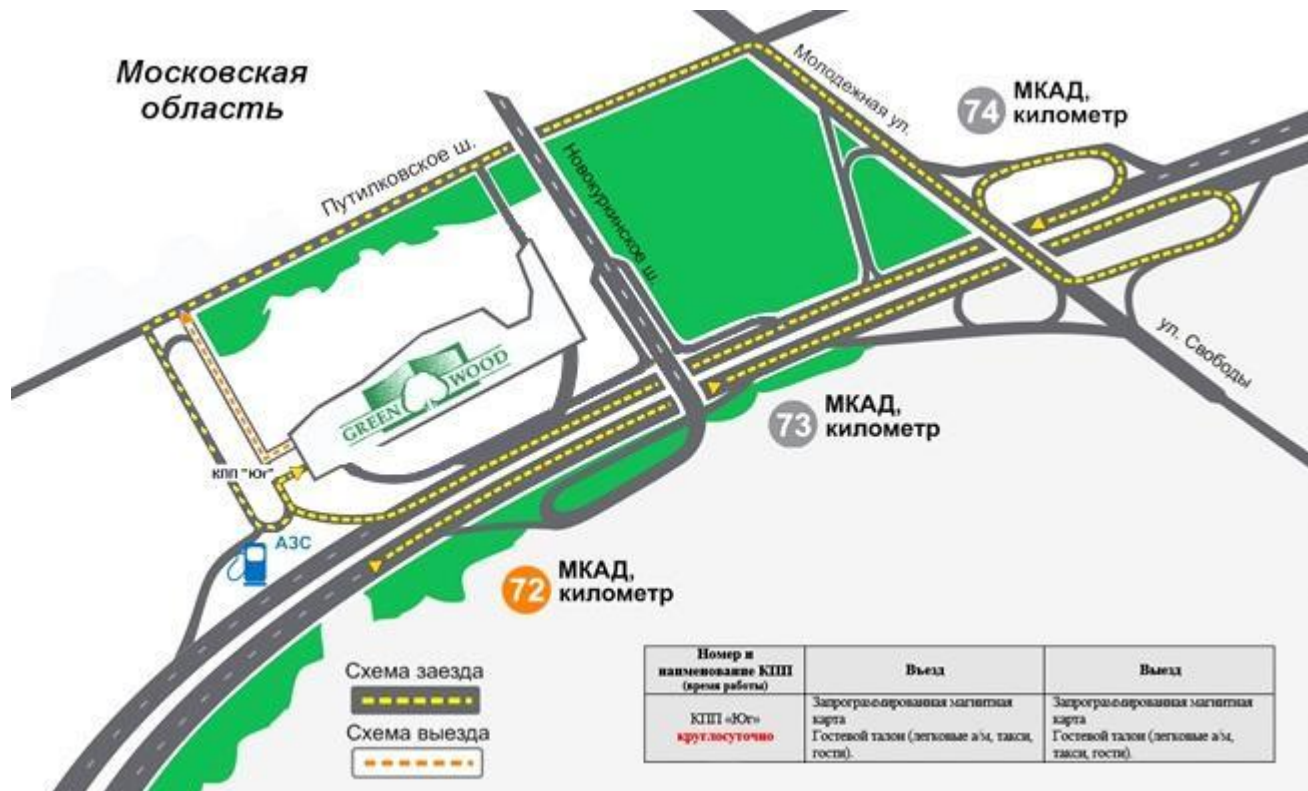 Московская
область
Путилковское ш.
Новокуркинское ш.
Молодежная ул.
74
МКАД,
километр
ул. Свободы
GREEN WOOD
КПП "Юг"
АЗС
73
МКАД,
километр
72
МКАД,
километр
Схема заезда
Схема выезда
Номер и
наименование КПП
(время работы)
Въезд
Выезд
КПП «Юг»
круглосуточно
Запрограммированная магнитная
карта
Гостевой талон (легковые а/м, такси,
гости).
Запрограммированная магнитная
карта
Гостевой талон (легковые а/м,
такси, гости).